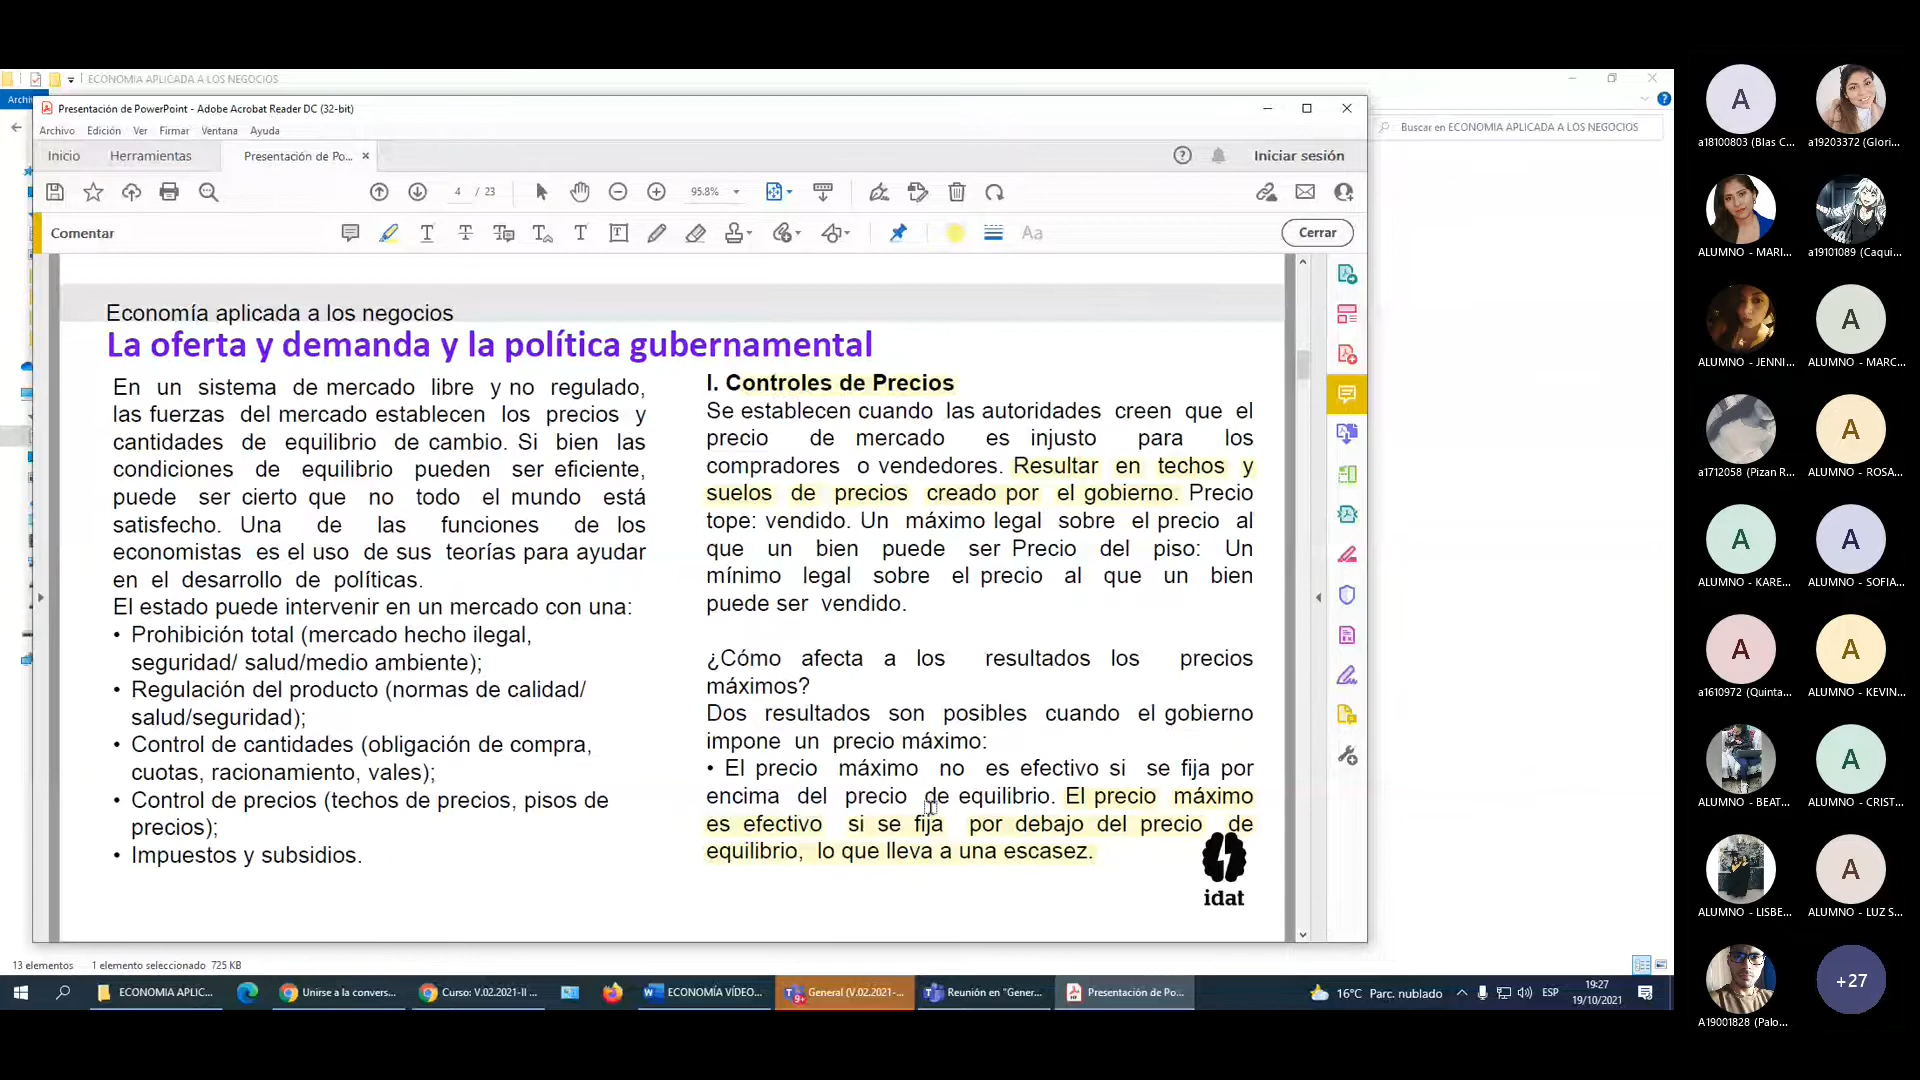 ECONOMIA APLICADA A LOS NEGOCIOS
Archi
Presentación de PowerPoint - Adobe Acrobat Reader DC (32-bit)
Buscar en ECONOMIA APLICADA A LOS NEGOCIOS
Archivo Edición Ver Firmar Ventana Ayuda
Inicio Herramientas Presentación de Po... × Iniciar sesión
4 / 23 95.8%
Comentar Aa Cerrar
Economía aplicada a los negocios
La oferta y demanda y la política gubernamental
En un sistema de mercado libre y no regulado,
las fuerzas del mercado establecen los precios y
cantidades de equilibrio de cambio. Si bien las
condiciones de equilibrio pueden ser eficiente,
puede ser cierto que no todo el mundo está
satisfecho. Una de las funciones de los
economistas es el uso de sus teorías para ayudar
en el desarrollo de políticas.
El estado puede intervenir en un mercado con una:
• Prohibición total (mercado hecho ilegal,
seguridad/ salud/medio ambiente);
• Regulación del producto (normas de calidad/
salud/seguridad);
• Control de cantidades (obligación de compra,
cuotas, racionamiento, vales);
• Control de precios (techos de precios, pisos de
precios);
• Impuestos y subsidios.
I. Controles de Precios
Se establecen cuando las autoridades creen que el
precio de mercado es injusto para los
compradores o vendedores. Resultar en techos y
suelos de precios creado por el gobierno. Precio
tope: vendido. Un máximo legal sobre el precio al
que un bien puede ser Precio del piso: Un
mínimo legal sobre el precio al que un bien
puede ser vendido.
¿Cómo afecta a los resultados los precios
máximos?
Dos resultados son posibles cuando el gobierno
impone un precio máximo:
• El precio máximo no es efectivo si se fija por
encima del precio de equilibrio. El precio máximo
es efectivo si se fija por debajo del precio de
equilibrio, lo que lleva a una escasez.
idat
13 elementos 1 elemento seleccionado 725 KB
ECONOMIA APLIC... Unirse a la convers... Curso: V.02.2021-II ... ECONOMÍA VÍDEO... General (V.02.2021-... Reunión en "Gener... Presentación de Po... 16°C Parc. nublado ESP 19:27
19/10/2021
A
a18100803 (Blas C... a19203372 (Glori...
ALUMNO - MARI... a19101089 (Caqui...
A
ALUMNO - JENNI... ALUMNO - MARC...
A
a1712058 (Pizan R... ALUMNO - ROSA...
A A
ALUMNO - KARE... ALUMNO - SOFIA...
A A
a1610972 (Quinta... ALUMNO - KEVIN...
A
ALUMNO - BEAT... ALUMNO - CRIST...
A
ALUMNO - LISBE... ALUMNO - LUZ S...
+27
A19001828 (Palo...